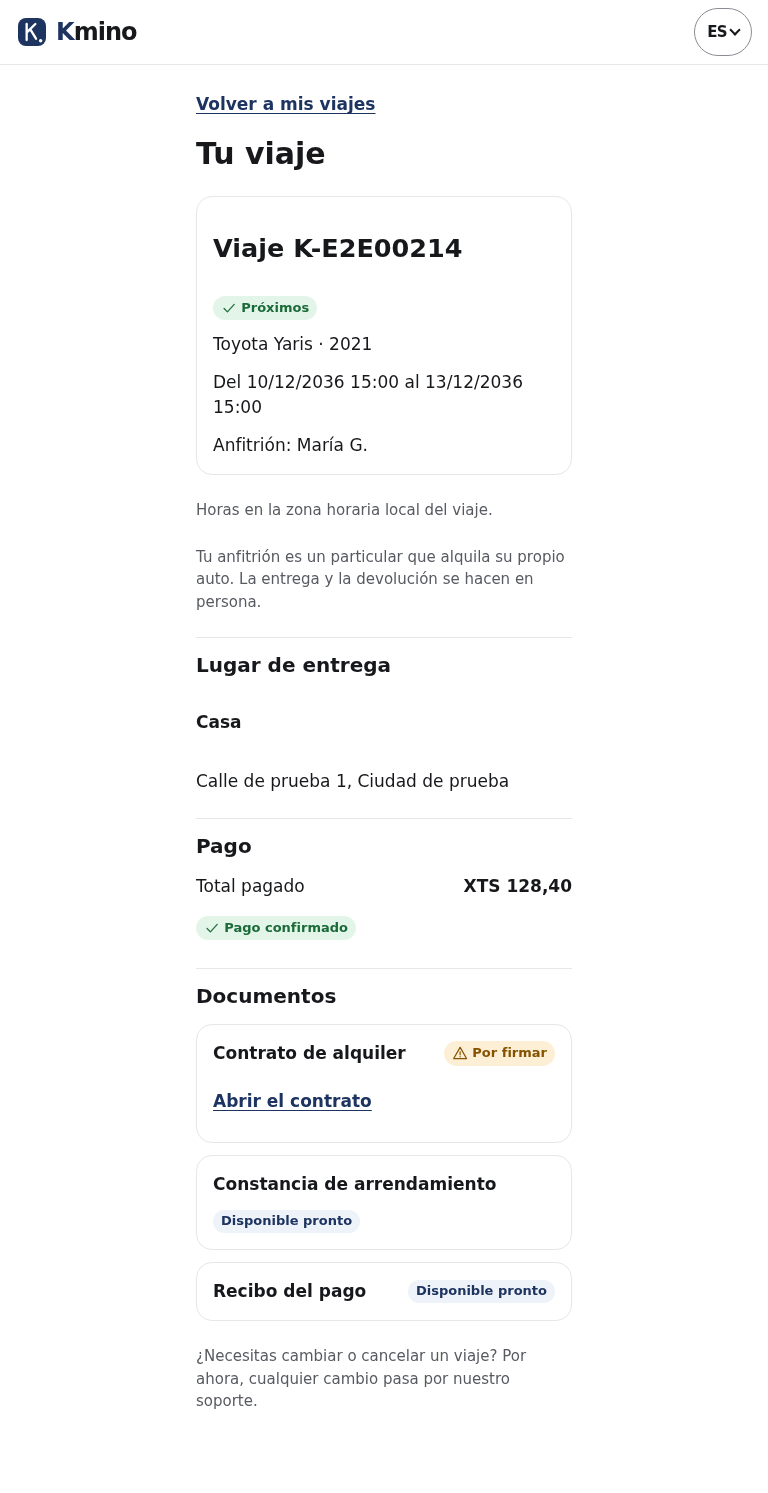 K. Kmino
ES
Volver a mis viajes
Tu viaje
Viaje K-E2E00214
Próximos
Toyota Yaris · 2021
Del 10/12/2036 15:00 al 13/12/2036
15:00
Anfitrión: María G.
Horas en la zona horaria local del viaje.
Tu anfitrión es un particular que alquila su propio
auto. La entrega y la devolución se hacen en
persona.
Lugar de entrega
Casa
Calle de prueba 1, Ciudad de prueba
Pago
Total pagado XTS 128,40
Pago confirmado
Documentos
Contrato de alquiler Por firmar
Abrir el contrato
Constancia de arrendamiento
Disponible pronto
Recibo del pago Disponible pronto
¿Necesitas cambiar o cancelar un viaje? Por
ahora, cualquier cambio pasa por nuestro
soporte.